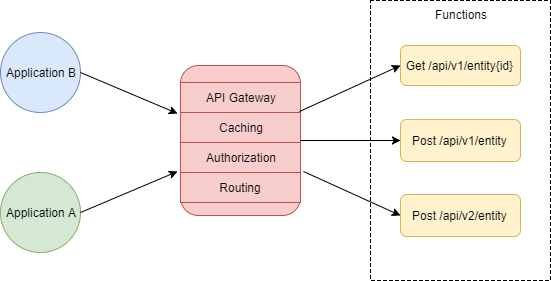 Functions
Application B
Get /api/v1/entity{id}
API Gateway
Caching
Post /api/v1/entity
Authorization
Routing
Application A
Post /api/v2/entity